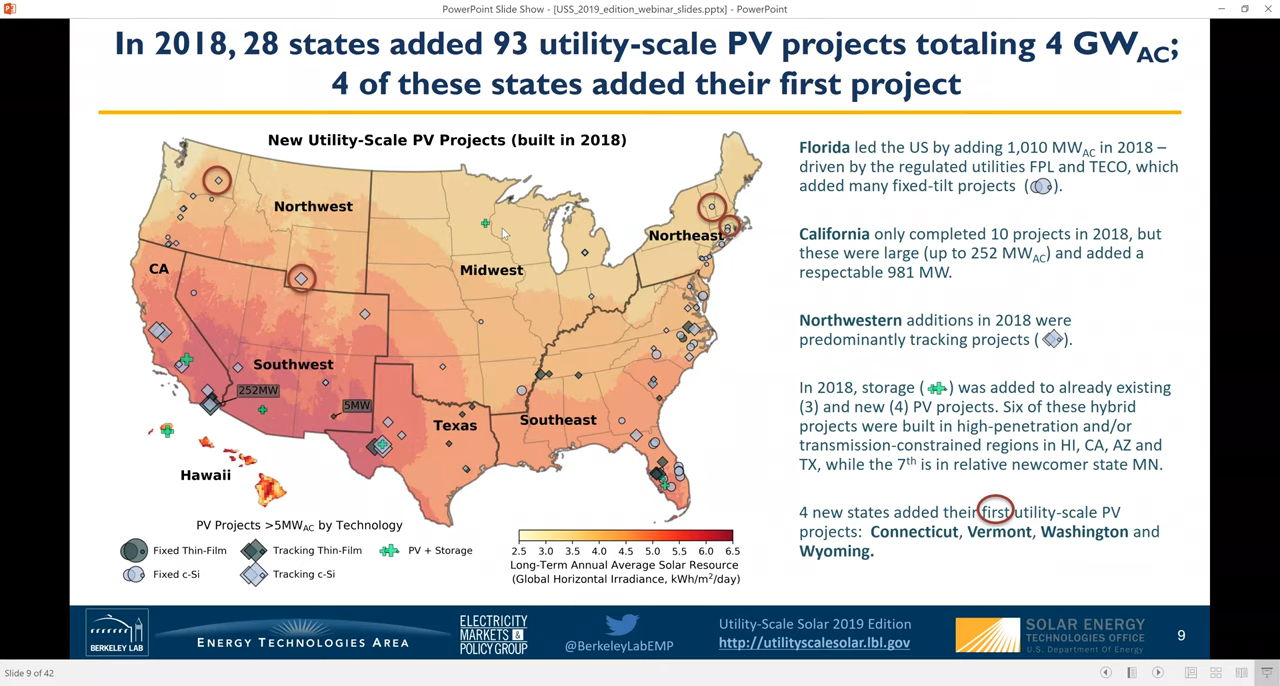 PowerPoint Slide Show - [USS_2019_edition_webinar_slides.pptx] - PowerPoint
In 2018, 28 states added 93 utility-scale PV projects totaling 4 GWAC;
4 of these states added their first project
New Utility-Scale PV Projects (built in 2018)
Northwest
Northeast
CA
Midwest
Southwest
252MW
5MW
Texas
Southeast
Hawaii
PV Projects >5MWAC by Technology
Fixed Thin-Film
Tracking Thin-Film
PV + Storage
Fixed c-Si
Tracking c-Si
2.5 3.0 3.5 4.0 4.5 5.0 5.5 6.0 6.5
Long-Term Annual Average Solar Resource
(Global Horizontal Irradiance, kWh/m²/day)
Florida led the US by adding 1,010 MWAC in 2018 –
driven by the regulated utilities FPL and TECO, which
added many fixed-tilt projects ( ).
California only completed 10 projects in 2018, but
these were large (up to 252 MWAC) and added a
respectable 981 MW.
Northwestern additions in 2018 were
predominantly tracking projects ( ).
In 2018, storage ( ) was added to already existing
(3) and new (4) PV projects. Six of these hybrid
projects were built in high-penetration and/or
transmission-constrained regions in HI, CA, AZ and
TX, while the 7th is in relative newcomer state MN.
4 new states added their first utility-scale PV
projects: Connecticut, Vermont, Washington and
Wyoming.
BERKELEY LAB
ENERGY TECHNOLOGIES AREA
ELECTRICITY
MARKETS &
POLICY GROUP
@BerkeleyLabEMP
Utility-Scale Solar 2019 Edition
http://utilityscalesolar.lbl.gov
SOLAR ENERGY
TECHNOLOGIES OFFICE
U.S. Department Of Energy
9
Slide 9 of 42